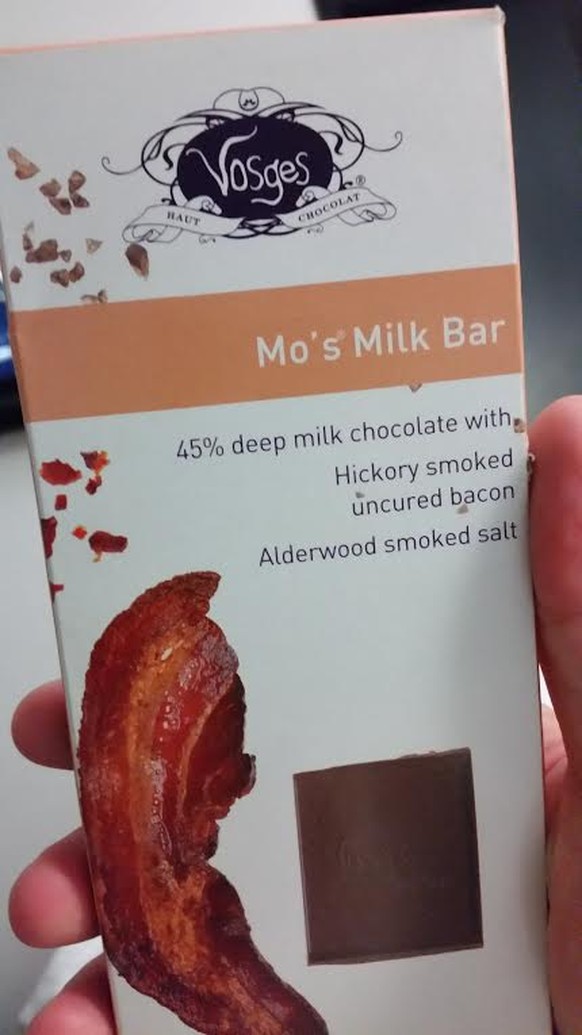 Vosges
HAUT CHOCOLAT ®
Mo's® Milk Bar
45% deep milk chocolate with
Hickory smoked
uncured bacon
Alderwood smoked salt